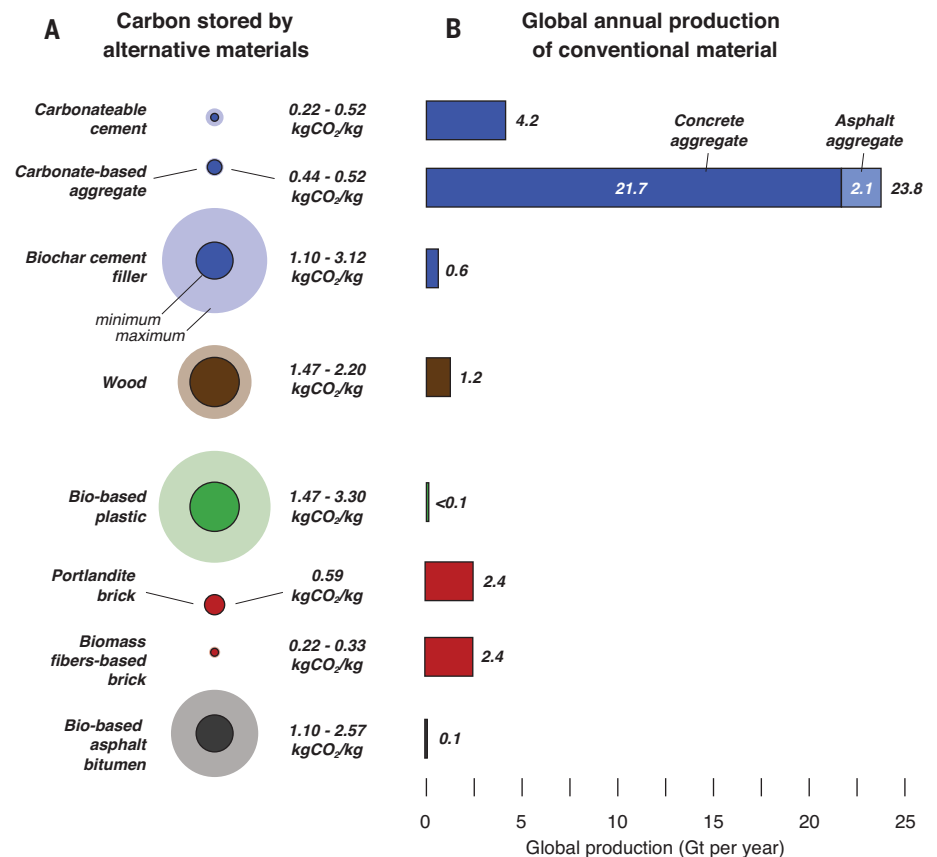 A
Carbon stored by
alternative materials
B
Global annual production
of conventional material
Carbonateable
cement
0.22 - 0.52
kgCO₂/kg
4.2
Concrete
aggregate
Asphalt
aggregate
Carbonate-based
aggregate
0.44 - 0.52
kgCO₂/kg
21.7
2.1
23.8
Biochar cement
filler
1.10 - 3.12
kgCO₂/kg
0.6
minimum
maximum
Wood
1.47 - 2.20
kgCO₂/kg
1.2
Bio-based
plastic
1.47 - 3.30
kgCO₂/kg
<0.1
Portlandite
brick
0.59
kgCO₂/kg
2.4
Biomass
fibers-based
brick
0.22 - 0.33
kgCO₂/kg
2.4
Bio-based
asphalt
bitumen
1.10 - 2.57
kgCO₂/kg
0.1
0 5 10 15 20 25
Global production (Gt per year)